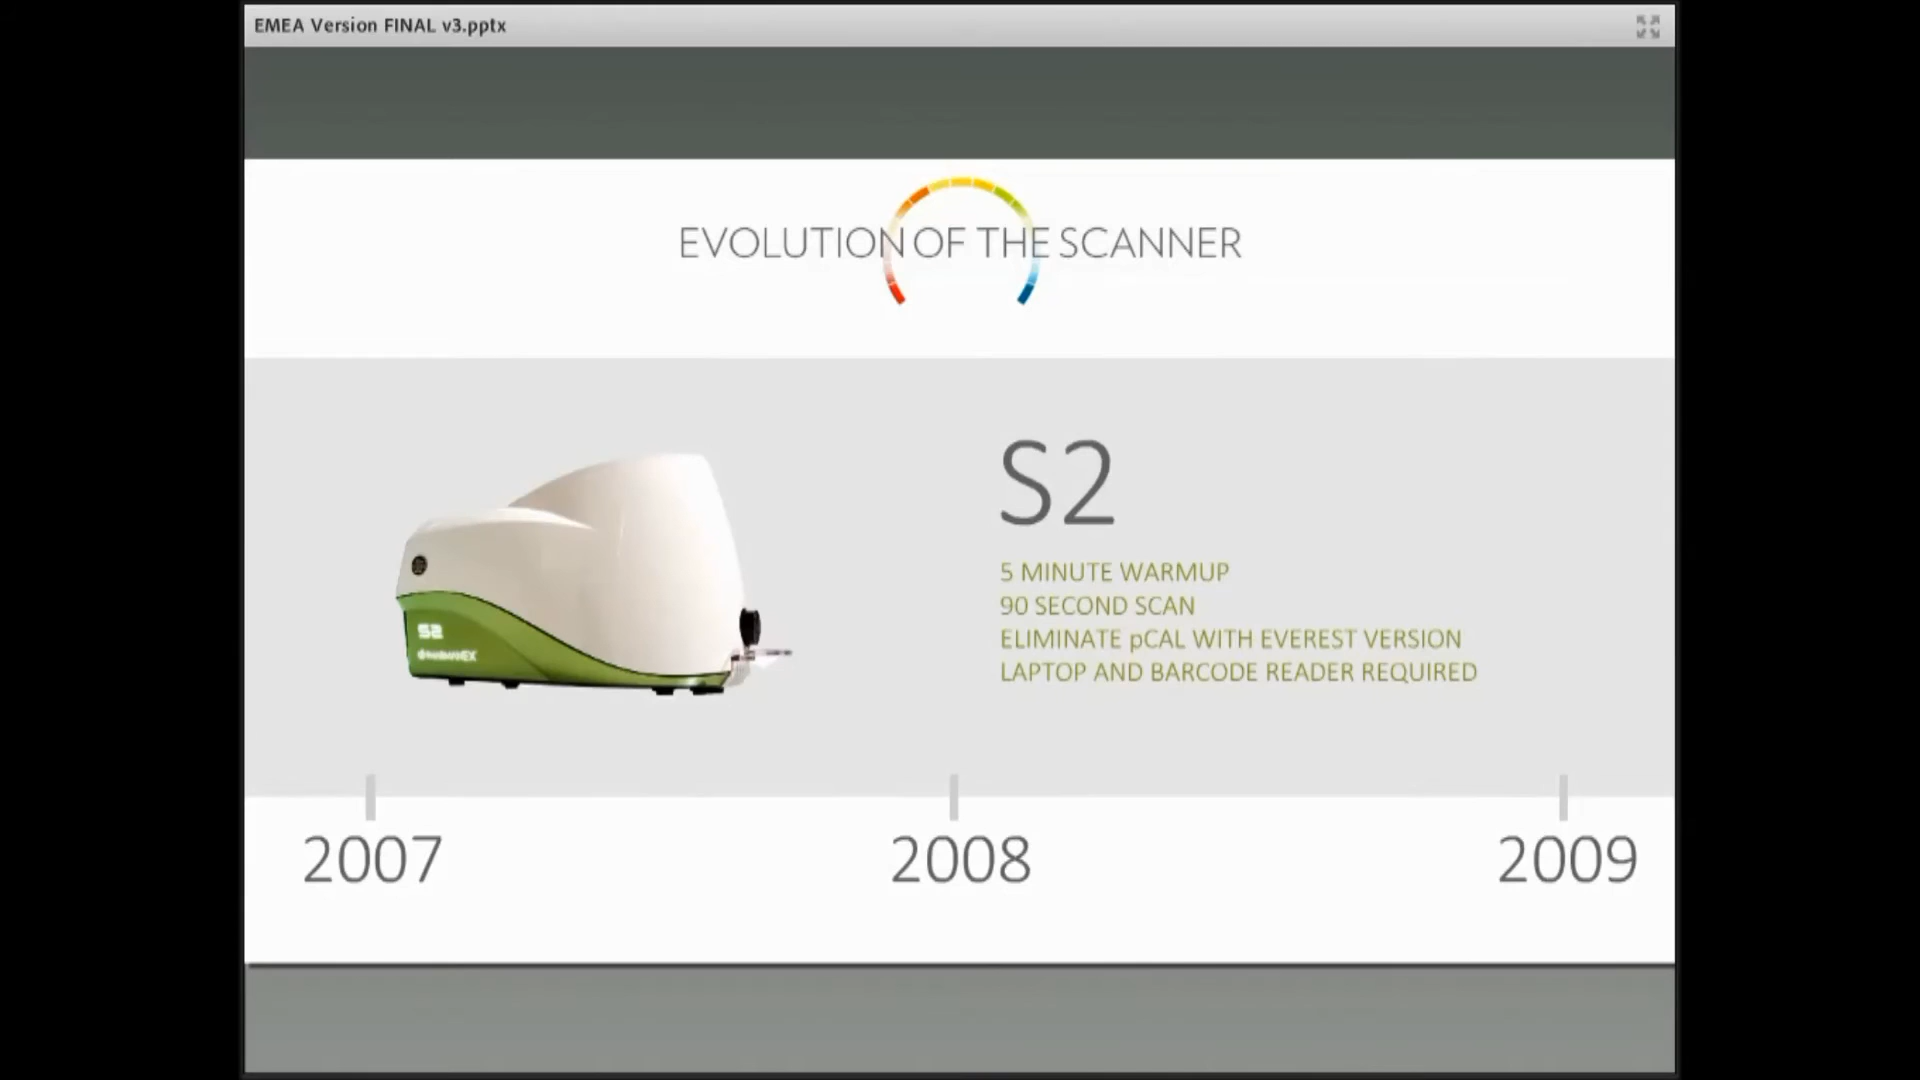 EMEA Version FINAL v3.pptx
EVOLUTION OF THE SCANNER
S2
5 MINUTE WARMUP
90 SECOND SCAN
ELIMINATE pCAL WITH EVEREST VERSION
LAPTOP AND BARCODE READER REQUIRED
S2
2007
2008
2009